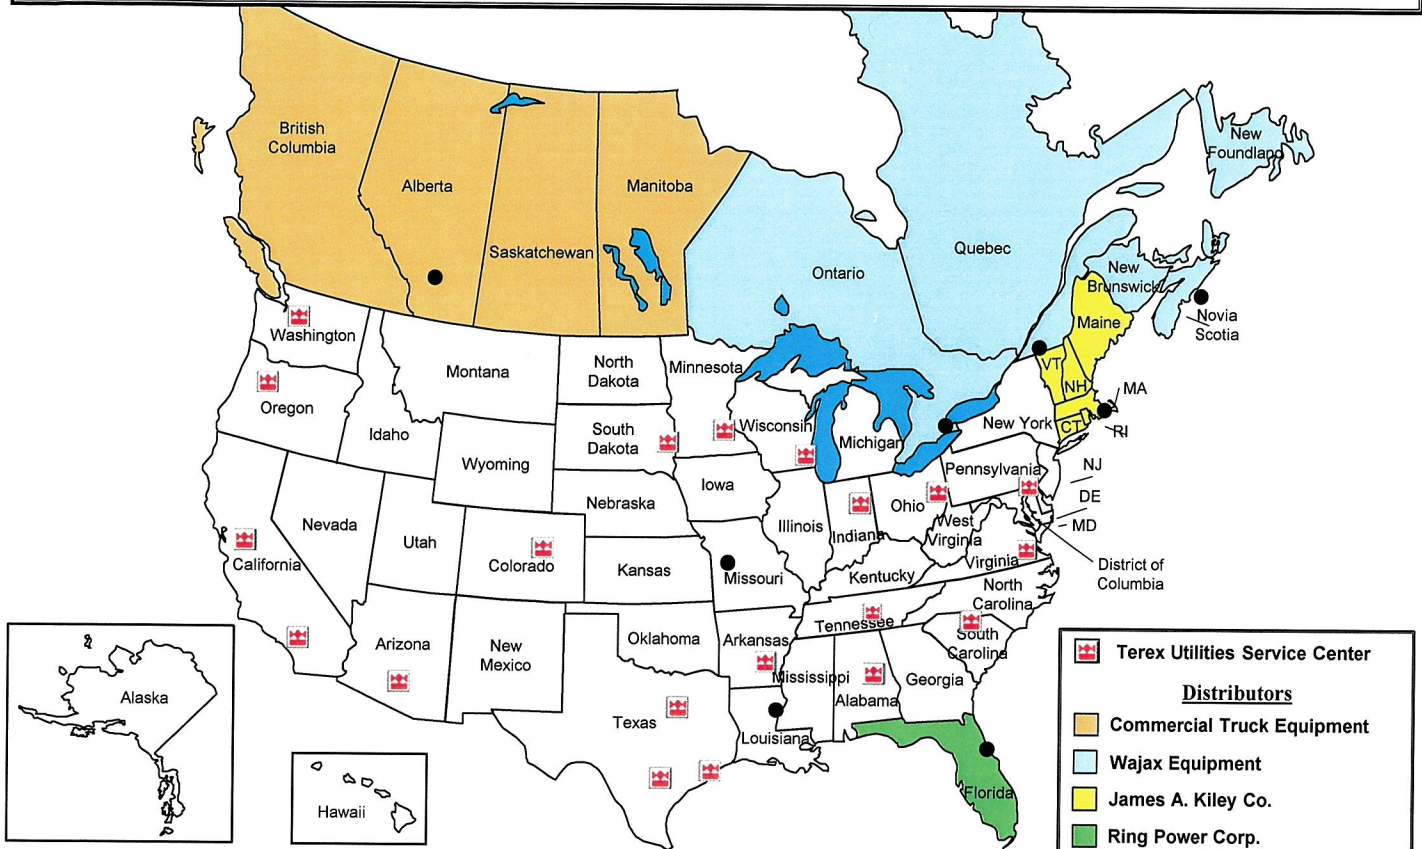 British
Columbia
Alberta
Saskatchewan
Manitoba
Ontario
Quebec
New
Foundland
New
Brunswick
Novia
Scotia
Maine
VT
NH
MA
CT
RI
Washington
Oregon
Idaho
Montana
North
Dakota
South
Dakota
Minnesota
Wisconsin
Michigan
New York
Pennsylvania
NJ
DE
MD
District of
Columbia
Wyoming
Nebraska
Iowa
Illinois
Indiana
Ohio
West
Virginia
Virginia
California
Nevada
Utah
Colorado
Kansas
Missouri
Kentucky
North
Carolina
Tennessee
South
Carolina
Arizona
New
Mexico
Oklahoma
Arkansas
Mississippi
Alabama
Georgia
Texas
Louisiana
Florida
Alaska
Hawaii
Terex Utilities Service Center
Distributors
Commercial Truck Equipment
Wajax Equipment
James A. Kiley Co.
Ring Power Corp.